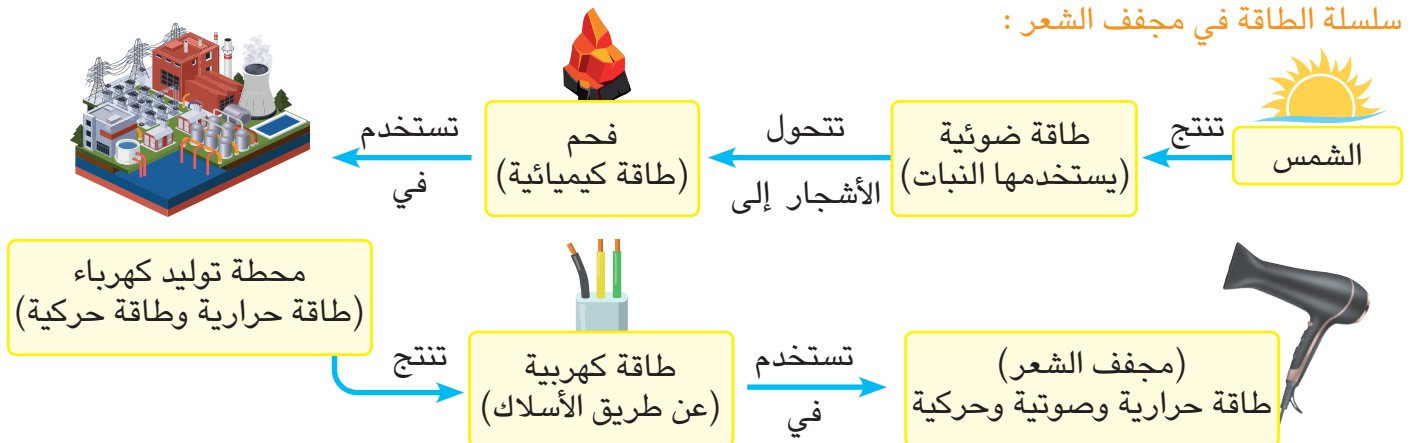 سلسلة الطاقة في مجفف الشعر :
الشمس
تنتج
طاقة ضوئية
(يستخدمها النبات)
تتحول
الأشجار إلى
فحم
(طاقة كيميائية)
تستخدم
في
محطة توليد كهرباء
(طاقة حرارية وطاقة حركية)
تنتج
طاقة كهربية
(عن طريق الأسلاك)
تستخدم
في
(مجفف الشعر)
طاقة حرارية وصوتية وحركية